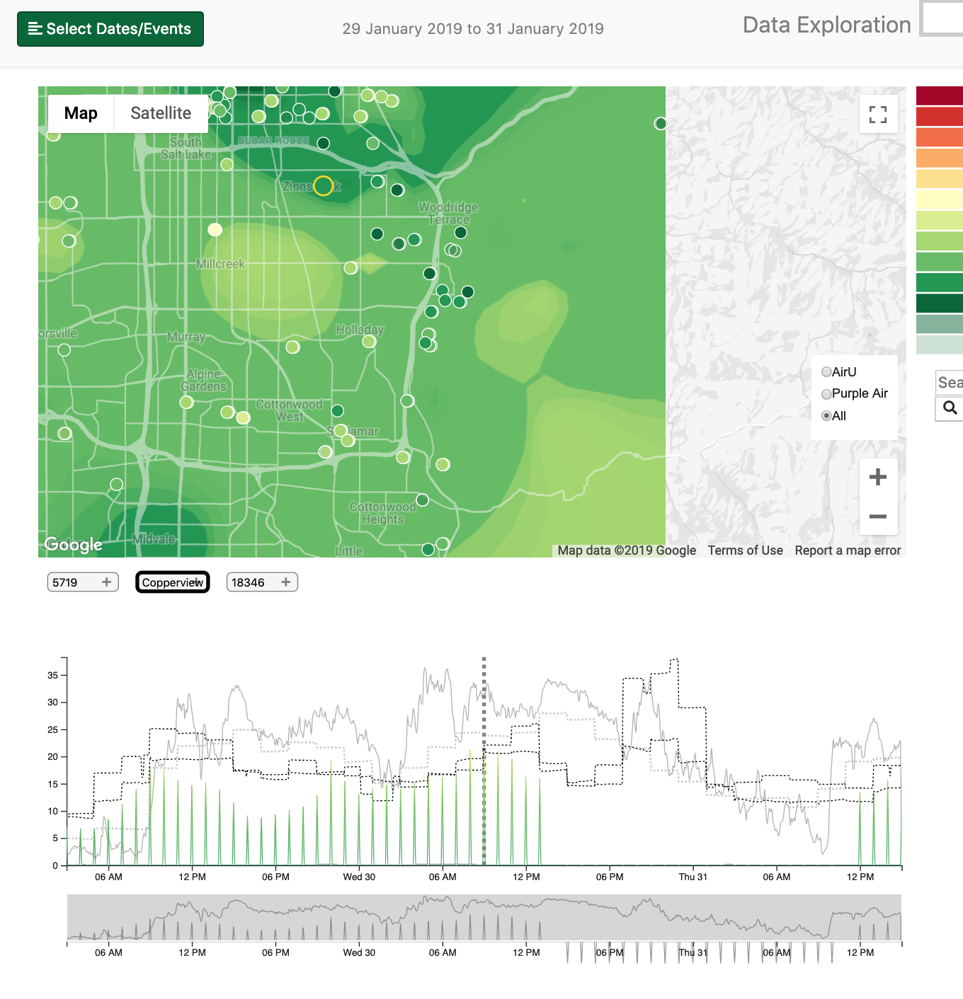 Select Dates/Events
29 January 2019 to 31 January 2019
Data Exploration
Map
Satellite
South
Salt Lake
SUGAR HOUSE
Woodridge
Terrace
Millcreek
Holladay
Murray
Alpine
Gardens
Cottonwood
West
Cottonwood
Heights
Midvale
Little
Google
AirU
Purple Air
All
Map data ©2019 Google
Terms of Use
Report a map error
5719 +
Copperview +
18346 +
35
30
25
20
15
10
5
0
06 AM 12 PM 06 PM Wed 30 06 AM 12 PM 06 PM Thu 31 06 AM 12 PM
06 AM 12 PM 06 PM Wed 30 06 AM 12 PM 06 PM Thu 31 06 AM 12 PM